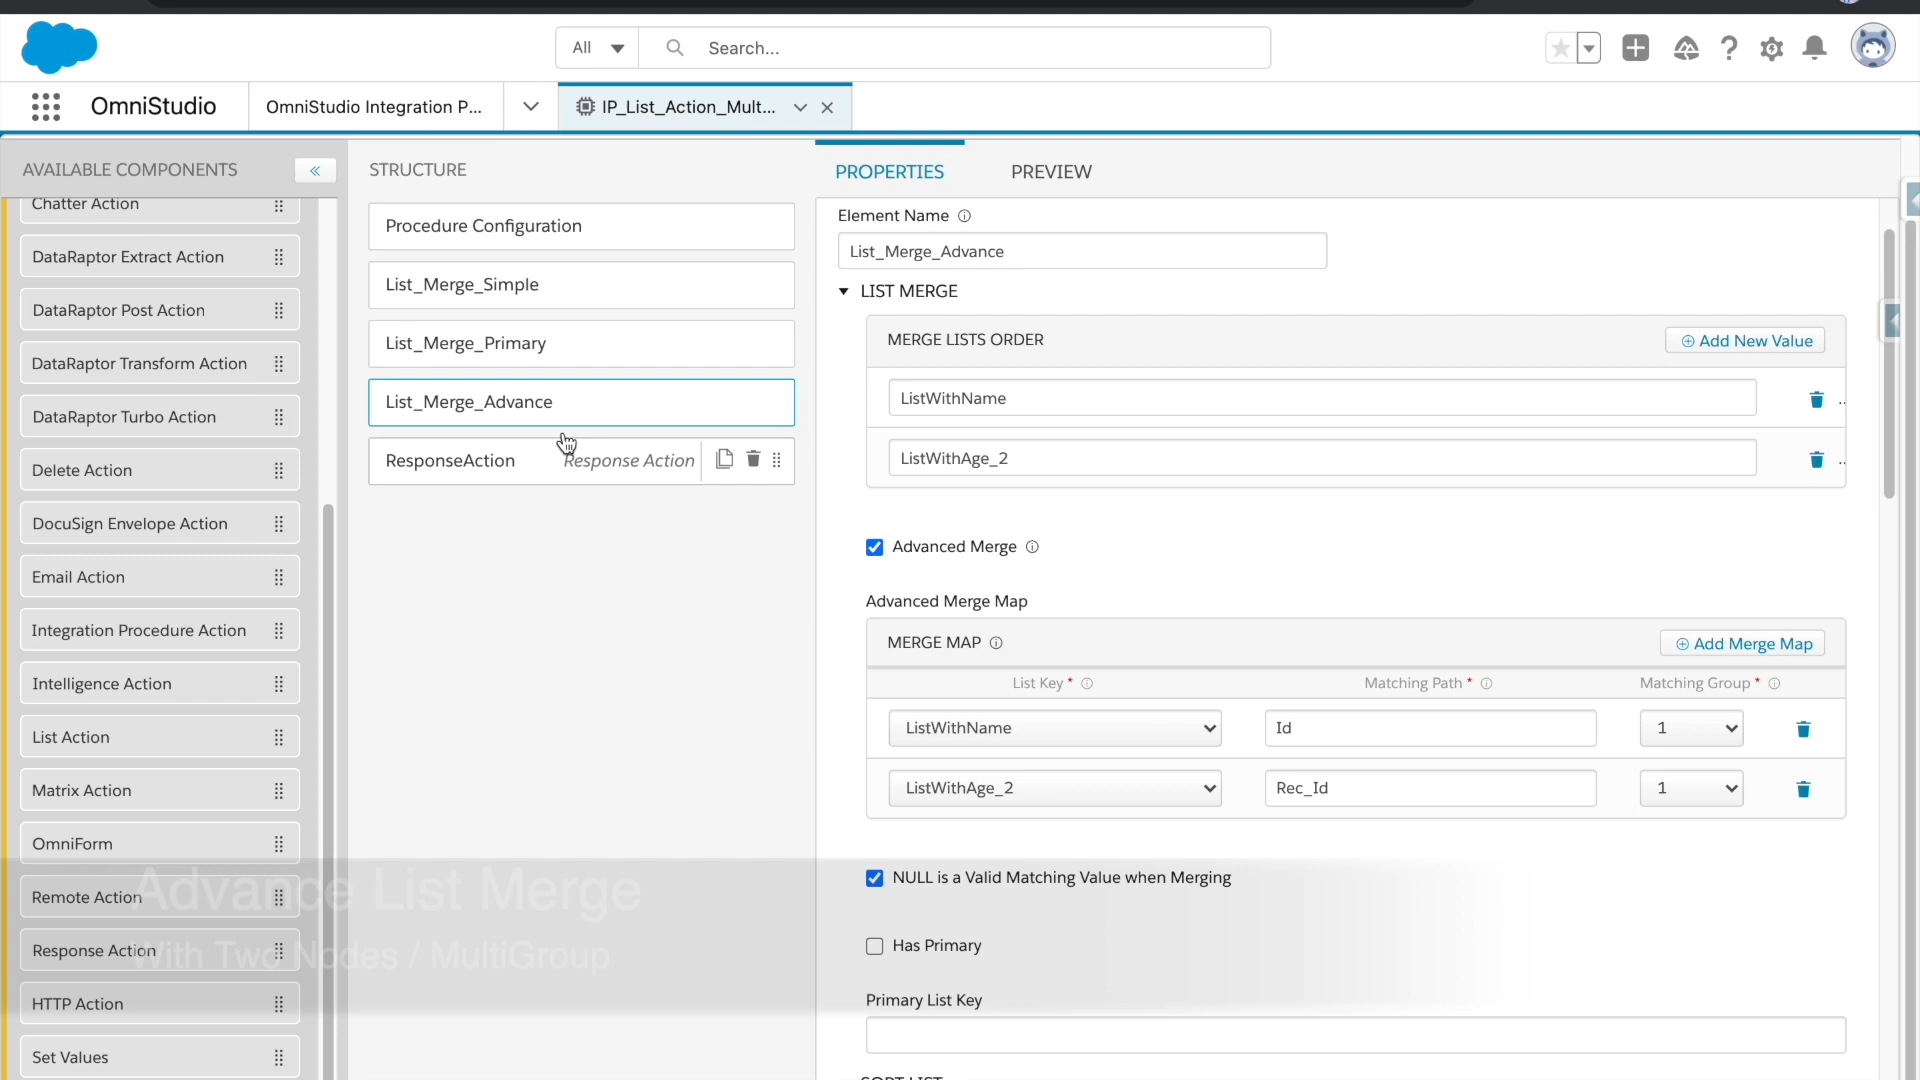 All
Search...
OmniStudio
OmniStudio Integration P...
IP_List_Action_Mult...
AVAILABLE COMPONENTS
Chatter Action
DataRaptor Extract Action
DataRaptor Post Action
DataRaptor Transform Action
DataRaptor Turbo Action
Delete Action
DocuSign Envelope Action
Email Action
Integration Procedure Action
Intelligence Action
List Action
Matrix Action
OmniForm
Remote Action
Response Action
HTTP Action
Set Values
Advance List Merge
With Two Nodes / MultiGroup
STRUCTURE
Procedure Configuration
List_Merge_Simple
List_Merge_Primary
List_Merge_Advance
ResponseAction Response Action
PROPERTIES
PREVIEW
Element Name
List_Merge_Advance
LIST MERGE
MERGE LISTS ORDER
Add New Value
ListWithName
..
ListWithAge_2
..
Advanced Merge
Advanced Merge Map
MERGE MAP
Add Merge Map
List Key * Matching Path * Matching Group *
ListWithName Id 1
ListWithAge_2 Rec_Id 1
NULL is a Valid Matching Value when Merging
Has Primary
Primary List Key
SORT LIST